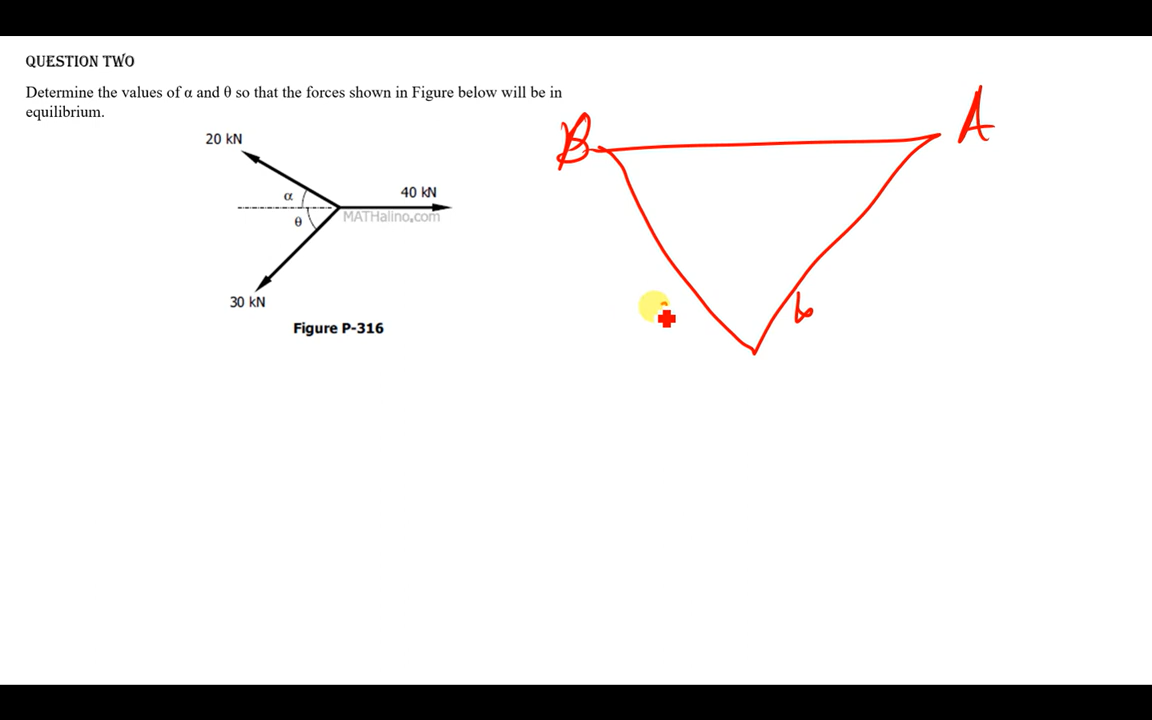 QUESTION TWO
Determine the values of α and θ so that the forces shown in Figure below will be in
equilibrium.
20 kN
α
40 kN
MATHalino.com
θ
30 kN
Figure P-316
B
A
b